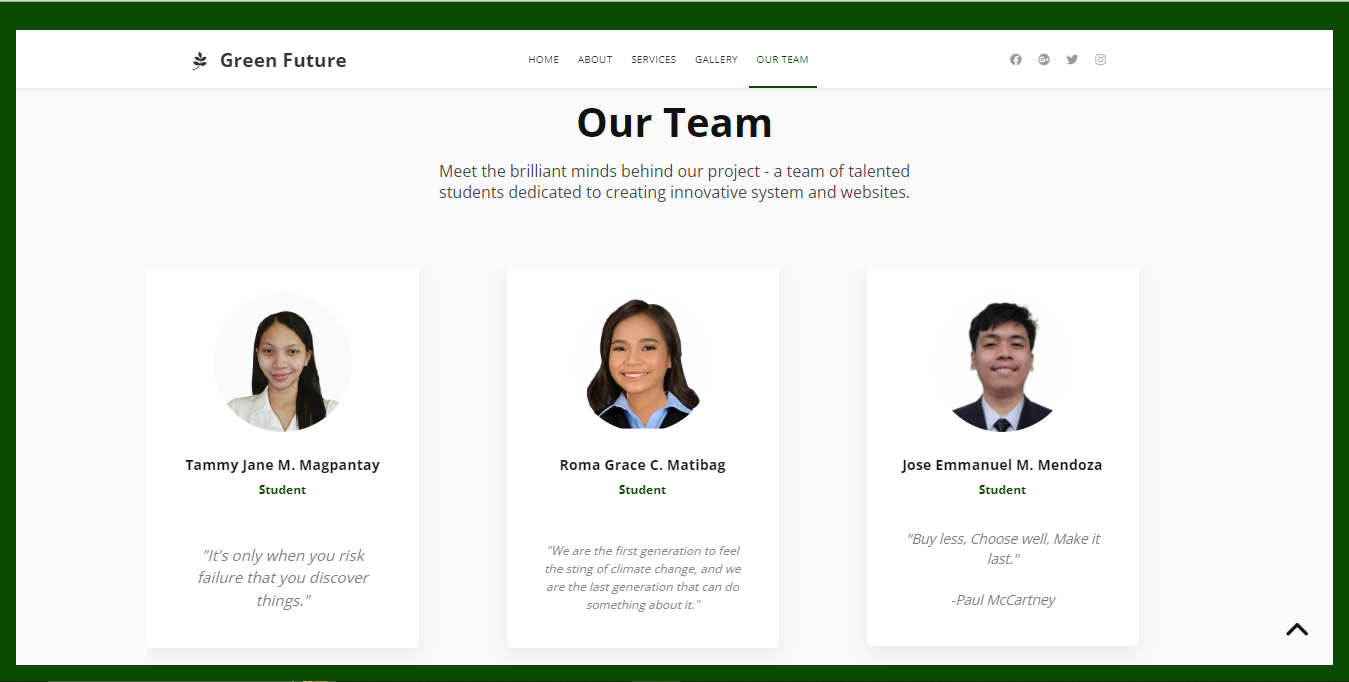 Green Future
HOME ABOUT SERVICES GALLERY OUR TEAM
Our Team
Meet the brilliant minds behind our project - a team of talented
students dedicated to creating innovative system and websites.
Tammy Jane M. Magpantay
Student
"It's only when you risk
failure that you discover
things."
Roma Grace C. Matibag
Student
"We are the first generation to feel
the sting of climate change, and we
are the last generation that can do
something about it."
Jose Emmanuel M. Mendoza
Student
"Buy less, Choose well, Make it
last."
-Paul McCartney